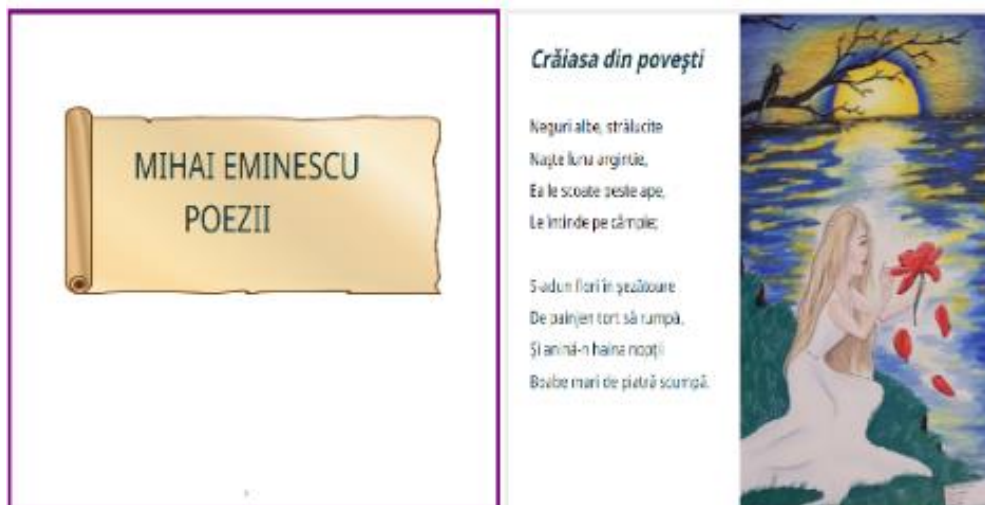 MIHAI EMINESCU
POEZII
Crăiasa din povești
Neguri albe, strălucite
Naște luna argintie,
Ea le scoate peste ape,
Le întinde pe câmpie;
S-adun flori în șezătoare
De painjen tort să rumpă,
Și anină-n haina nopții
Boabe mari de piatră scumpă.